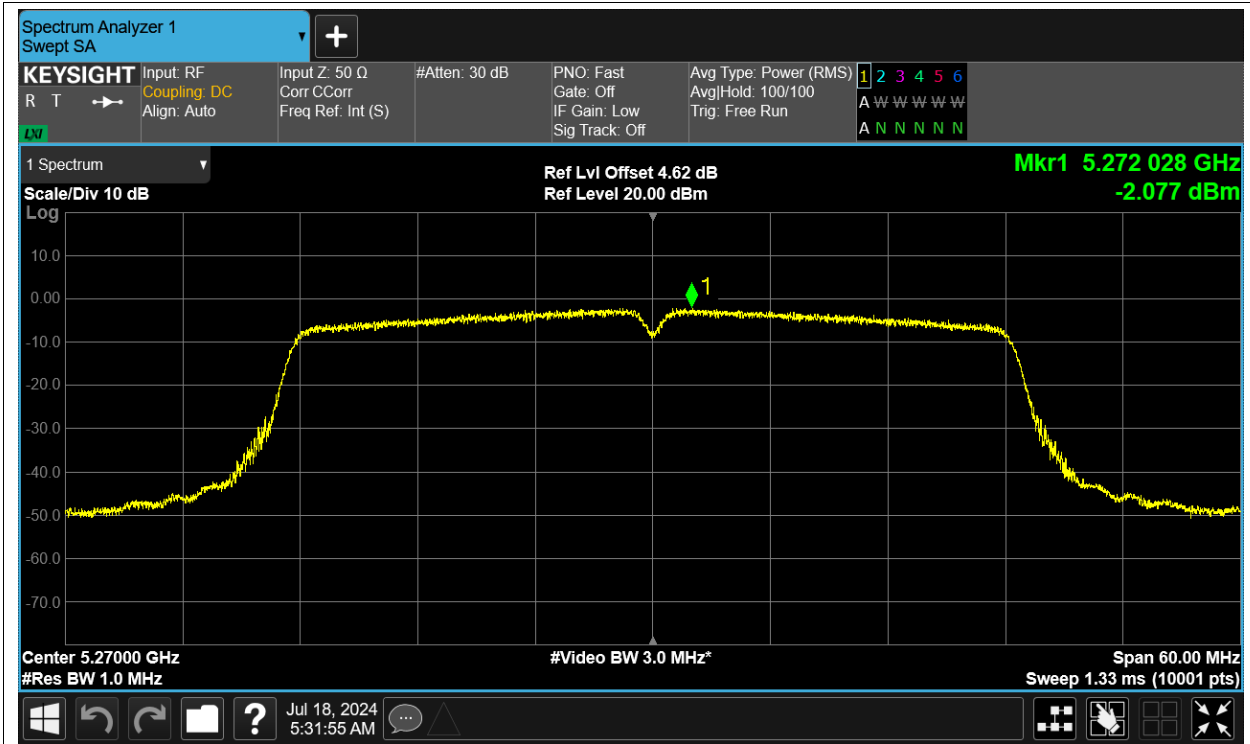 Spectrum Analyzer 1
Swept SA
KEYSIGHT
R T
LXI
Input: RF
Coupling: DC
Align: Auto
Input Z: 50 Ω
Corr CCorr
Freq Ref: Int (S)
#Atten: 30 dB
PNO: Fast
Gate: Off
IF Gain: Low
Sig Track: Off
Avg Type: Power (RMS)
Avg|Hold: 100/100
Trig: Free Run
1 2 3 4 5 6
A W W W W W
A N N N N N
1 Spectrum
Scale/Div 10 dB
Log
Ref Lvl Offset 4.62 dB
Ref Level 20.00 dBm
Mkr1 5.272 028 GHz
-2.077 dBm
10.0
0.00
-10.0
-20.0
-30.0
-40.0
-50.0
-60.0
-70.0
1
Center 5.27000 GHz
#Res BW 1.0 MHz
#Video BW 3.0 MHz*
Span 60.00 MHz
Sweep 1.33 ms (10001 pts)
?
Jul 18, 2024
5:31:55 AM